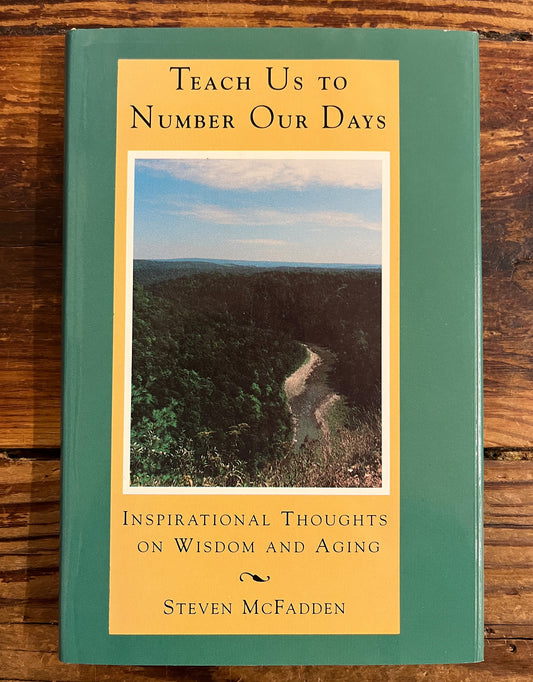 Teach Us to
Number Our Days
Inspirational Thoughts
on Wisdom and Aging
Steven McFadden